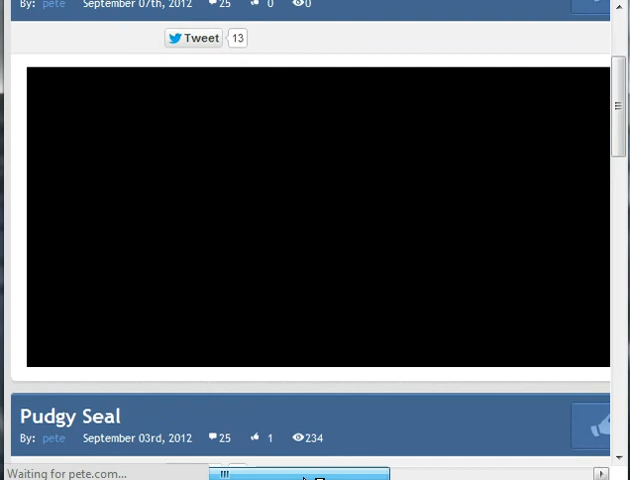 By: pete September 07th, 2012 25 0 0
Tweet 13
Pudgy Seal
By: pete September 03rd, 2012 25 1 234
Waiting for pete.com...